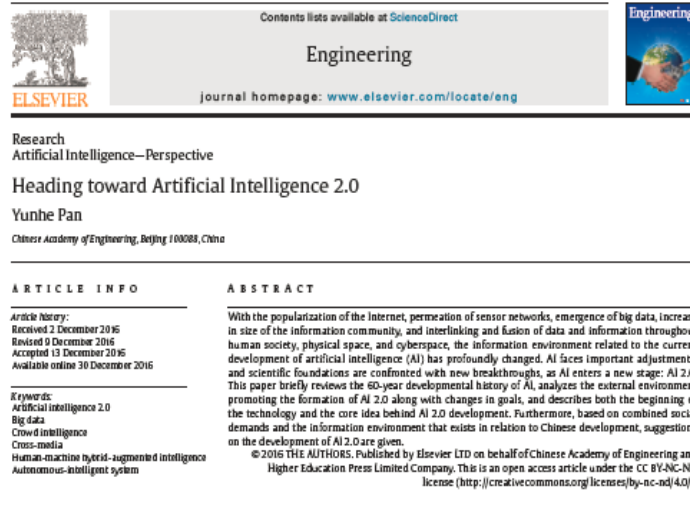 Contents lists available at ScienceDirect
Engineering
journal homepage: www.elsevier.com/locate/eng
ELSEVIER
Engineering
Research
Artificial Intelligence—Perspective
Heading toward Artificial Intelligence 2.0
Yunhe Pan
Chinese Academy of Engineering, Beijing 100088, China
ARTICLE INFO
Article history:
Received 2 December 2016
Revised 9 December 2016
Accepted 13 December 2016
Available online 30 December 2016
Keywords:
Artificial intelligence 2.0
Big data
Crowd intelligence
Cross-media
Human-machine hybrid-augmented intelligence
Autonomous-intelligent system
ABSTRACT
With the popularization of the Internet, permeation of sensor networks, emergence of big data, increas
in size of the information community, and interlinking and fusion of data and information throughou
human society, physical space, and cyberspace, the information environment related to the curren
development of artificial intelligence (AI) has profoundly changed. AI faces important adjustment
and scientific foundations are confronted with new breakthroughs, as AI enters a new stage: AI 2.
This paper briefly reviews the 60-year developmental history of AI, analyzes the external environme
promoting the formation of AI 2.0 along with changes in goals, and describes both the beginning
the technology and the core idea behind AI 2.0 development. Furthermore, based on combined soci
demands and the information environment that exists in relation to Chinese development, suggestion
on the development of AI 2.0 are given.
© 2016 THE AUTHORS. Published by Elsevier LTD on behalf of Chinese Academy of Engineering an
Higher Education Press Limited Company. This is an open access article under the CC BY-NC-N
license (http://creativecommons.org/licenses/by-nc-nd/4.0/